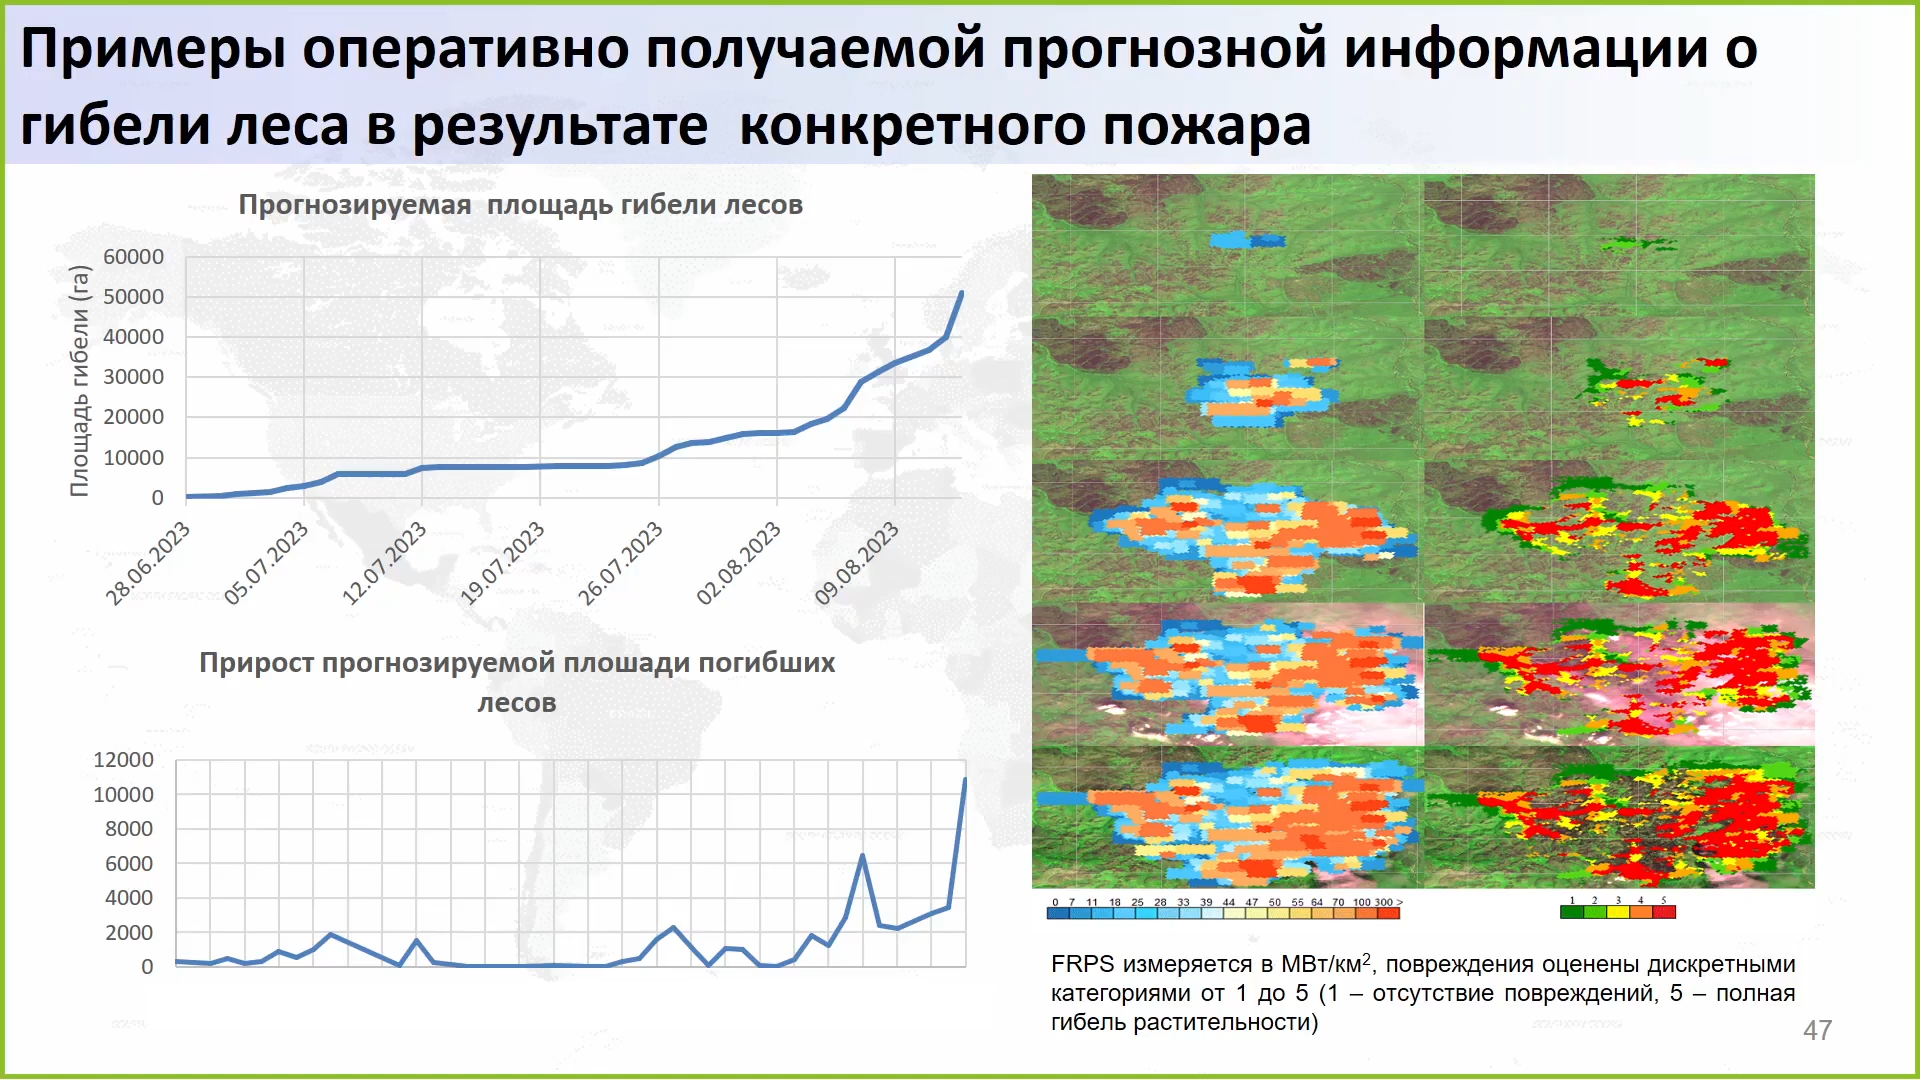 Примеры оперативно получаемой прогнозной информации о
гибели леса в результате конкретного пожара
Прогнозируемая площадь гибели лесов
Площадь гибели (га)
60000
50000
40000
30000
20000
10000
0
28.06.2023
05.07.2023
12.07.2023
19.07.2023
26.07.2023
02.08.2023
09.08.2023
Прирост прогнозируемой плошади погибших
лесов
12000
10000
8000
6000
4000
2000
0
0 7 11 18 25 28 33 39 44 47 50 55 64 70 100 300 >
1 2 3 4 5
FRPS измеряется в МВт/км², повреждения оценены дискретными
категориями от 1 до 5 (1 – отсутствие повреждений, 5 – полная
гибель растительности)
47